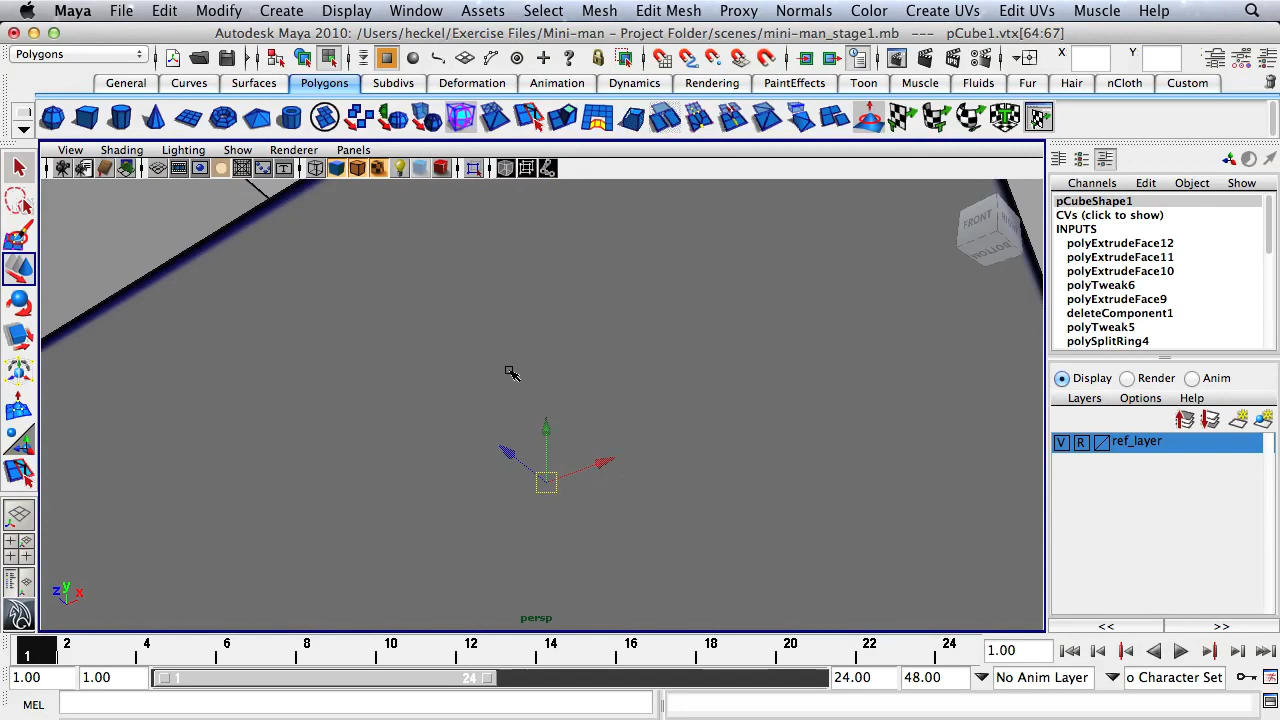 Maya File Edit Modify Create Display Window Assets Select Mesh Edit Mesh Proxy Normals Color Create UVs Edit UVs Muscle Help
Autodesk Maya 2010: /Users/heckel/Exercise Files/Mini-man - Project Folder/scenes/mini-man_stage1.mb --- pCube1.vtx[64:67]
Polygons X Y
General Curves Surfaces Polygons Subdivs Deformation Animation Dynamics Rendering PaintEffects Toon Muscle Fluids Fur Hair nCloth Custom
View Shading Lighting Show Renderer Panels
Channels Edit Object Show
pCubeShape1
CVs (click to show)
INPUTS
polyExtrudeFace12
polyExtrudeFace11
polyExtrudeFace10
polyTweak6
polyExtrudeFace9
deleteComponent1
polyTweak5
polySplitRing4
FRONT
BOTTOM
Display Render Anim
Layers Options Help
V R ref_layer
z y x
persp
<< >>
1 2 4 6 8 10 12 14 16 18 20 22 24 1.00
1.00 1.00 1 24 24.00 48.00 No Anim Layer o Character Set
MEL